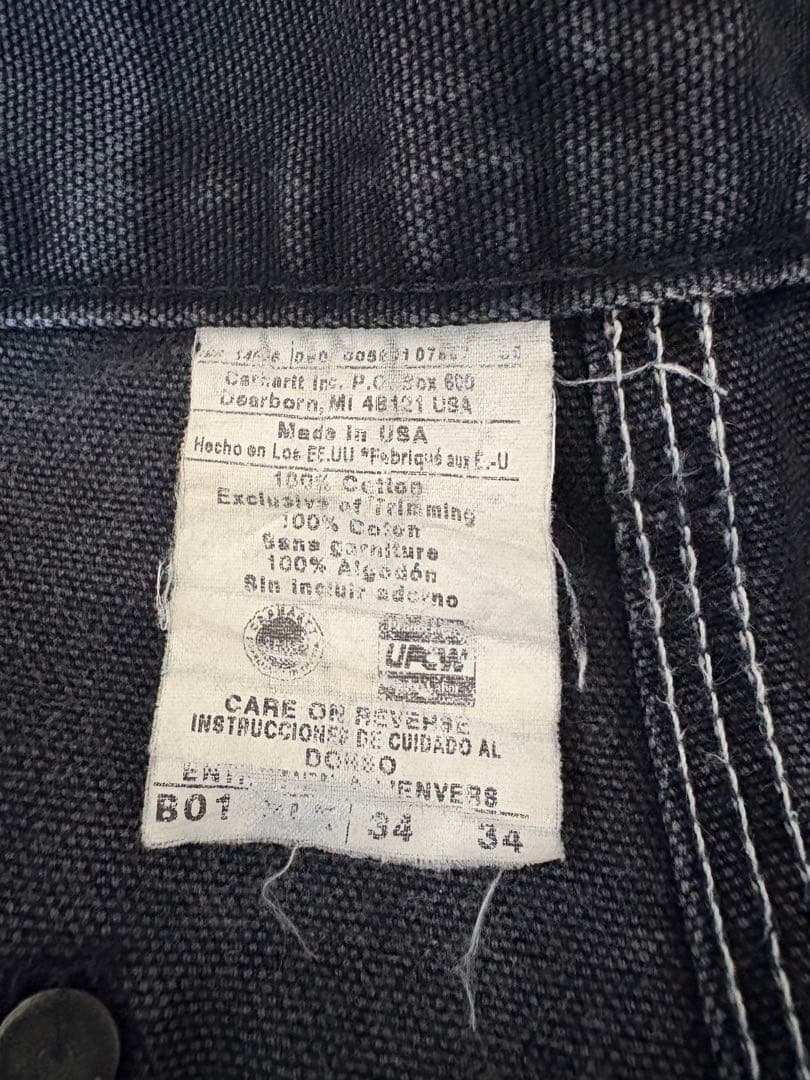 Carhartt Inc. P.O. Box 600
Dearborn, MI 48121 USA
Made In USA
Hecho en Los EE.UU *Fabriqué aux É.-U
100% Cotton
Exclusive of Trimming
100% Coton
Sans garniture
100% Algodón
Sin incluir adorno
CARHARTT
UFCW
CARE ON REVERSE
INSTRUCCIONES DE CUIDADO AL
DORSO
L'ENVERS
B01 34 34